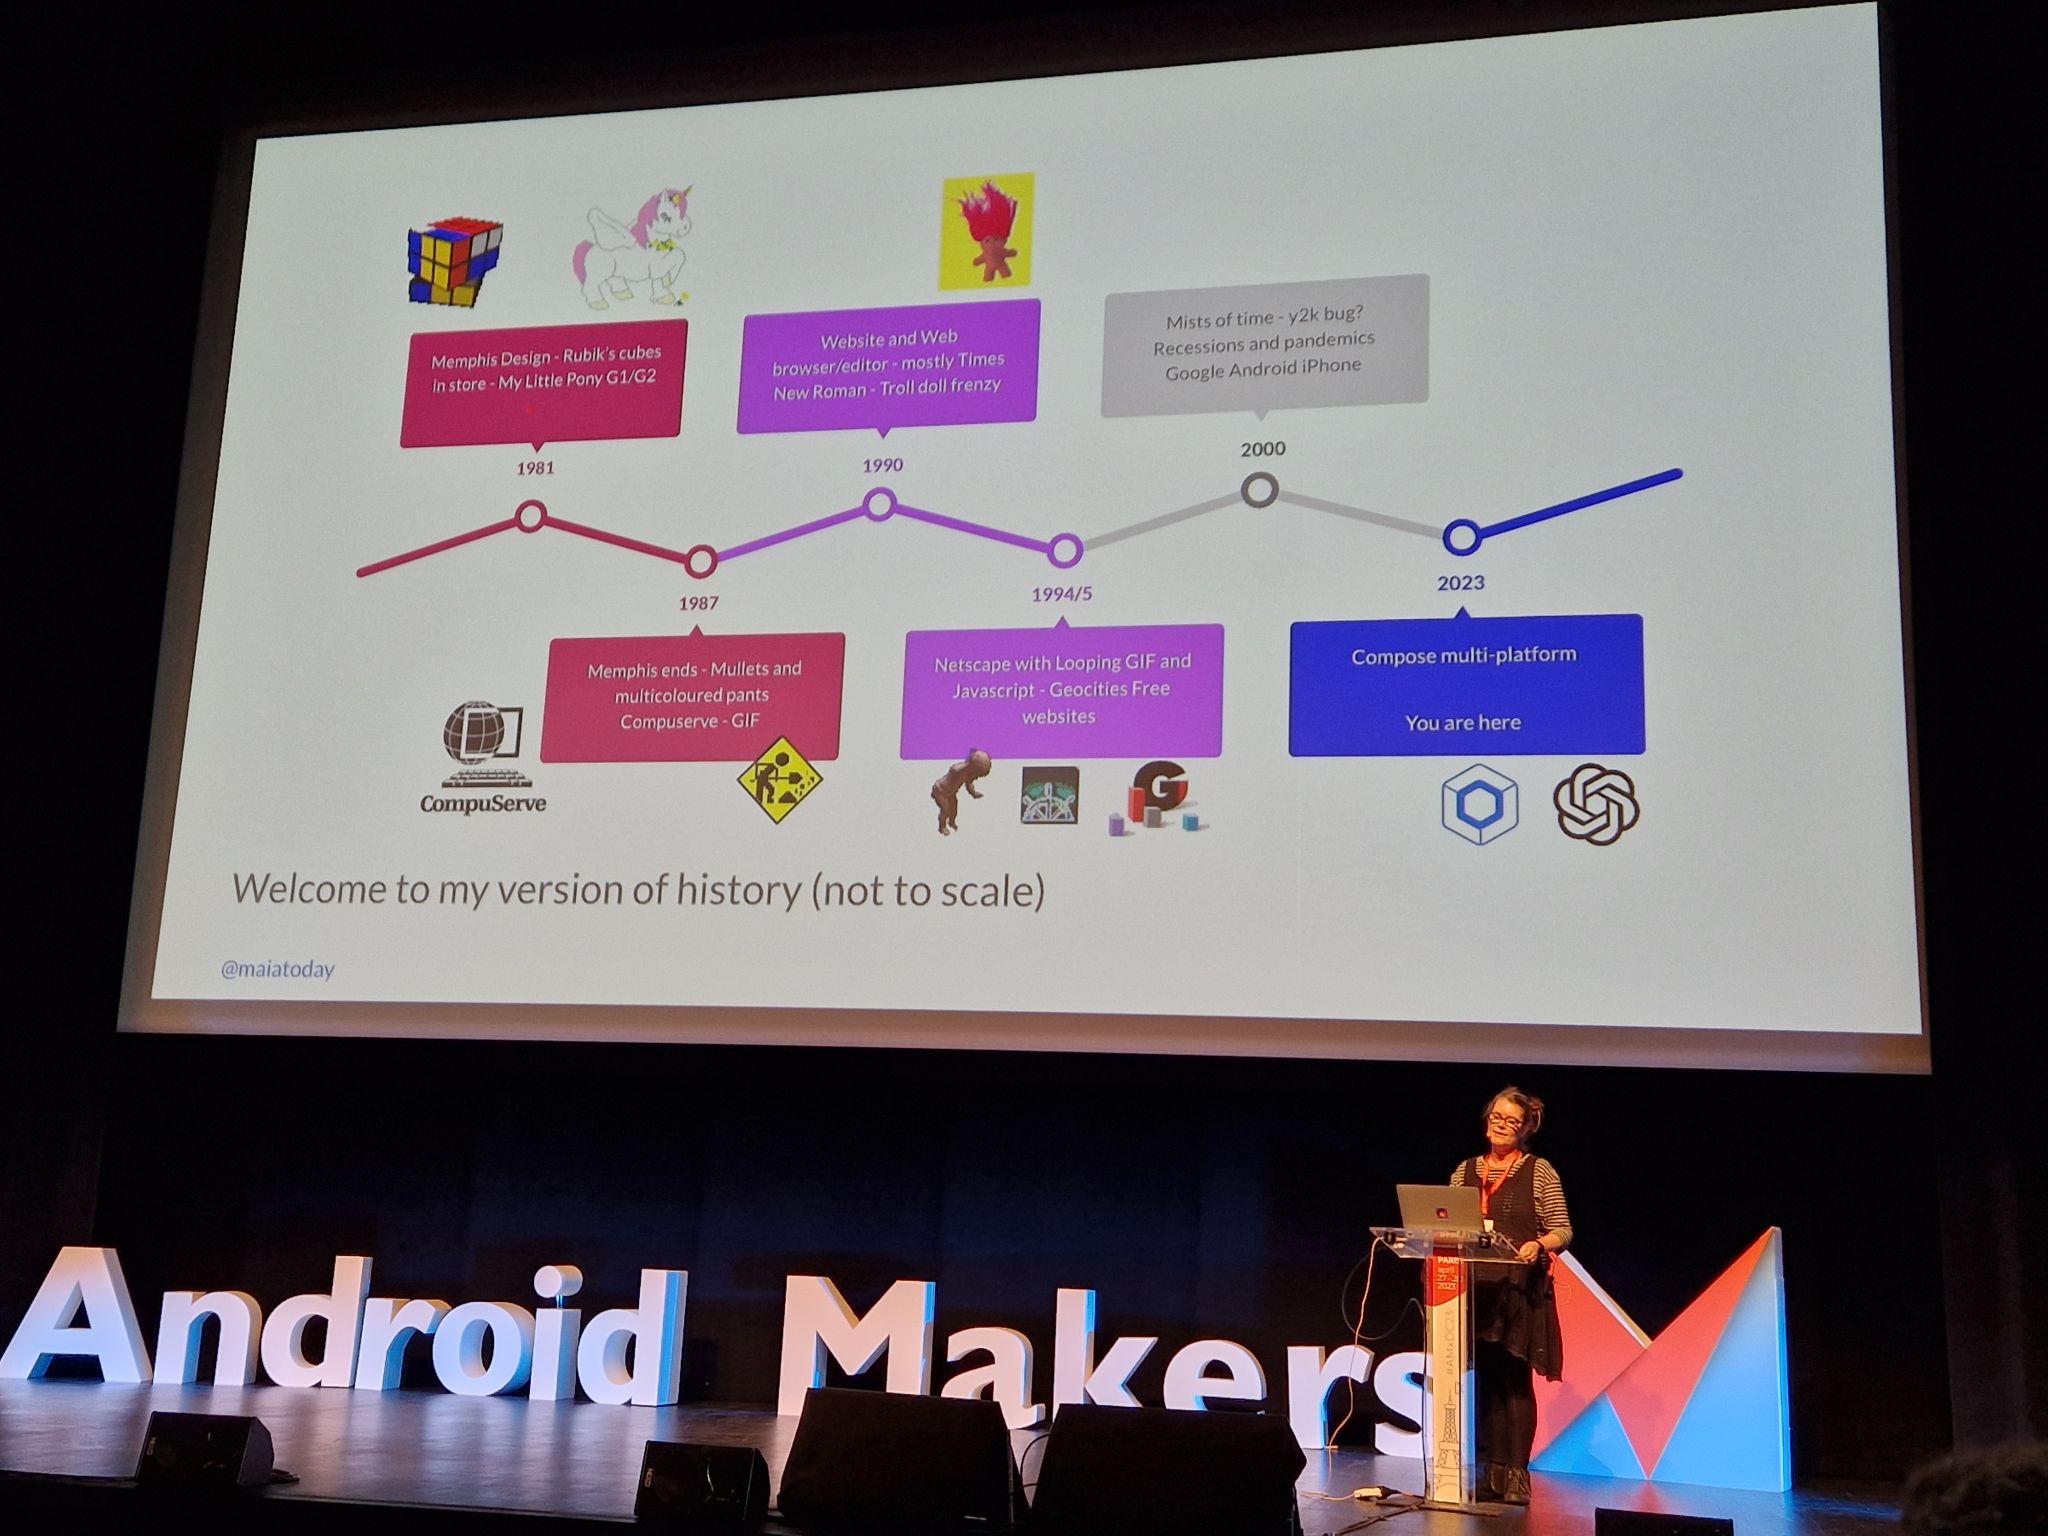 Memphis Design - Rubik's cubes
in store - My Little Pony G1/G2
1981
Website and Web
browser/editor - mostly Times
New Roman - Troll doll frenzy
1990
Mists of time - y2k bug?
Recessions and pandemics
Google Android iPhone
2000
1987
Memphis ends - Mullets and
multicoloured pants
Compuserve - GIF
CompuServe
1994/5
Netscape with Looping GIF and
Javascript - Geocities Free
websites
G
2023
Compose multi-platform
You are here
Welcome to my version of history (not to scale)
@maiatoday
Android Makers
april
2023
#AMxDC23